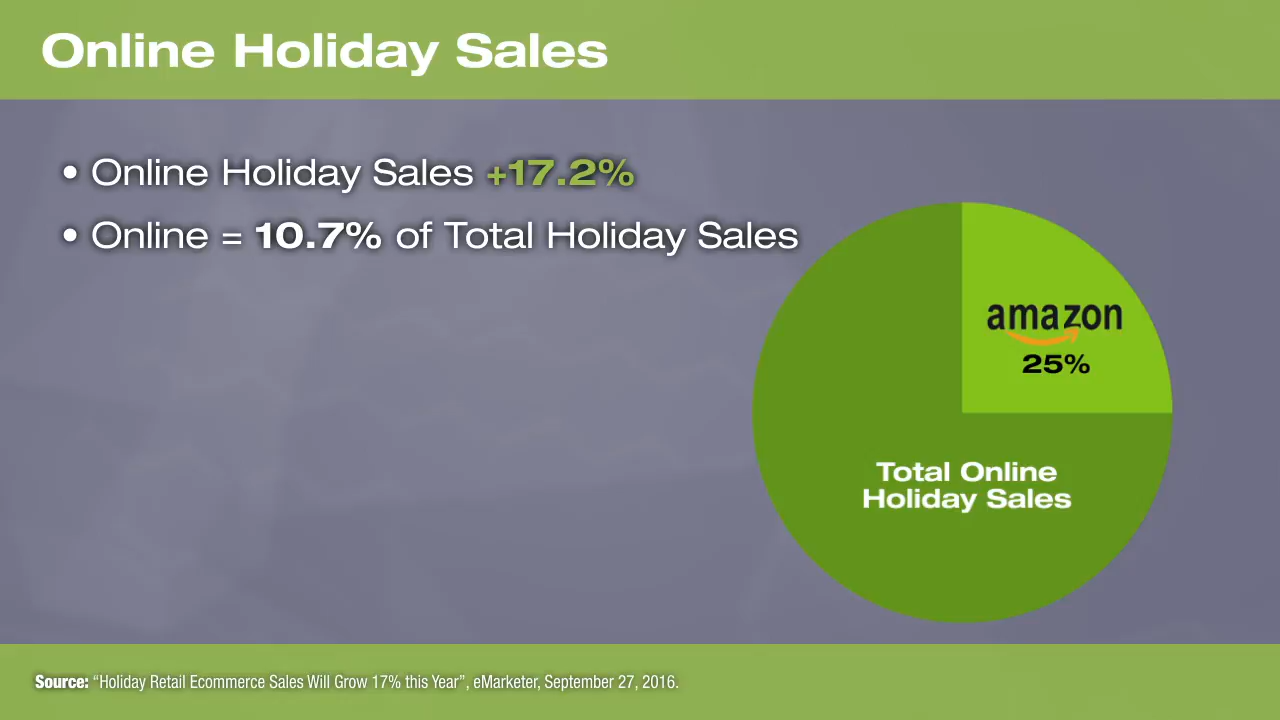 Online Holiday Sales
• Online Holiday Sales +17.2%
• Online = 10.7% of Total Holiday Sales
amazon
25%
Total Online
Holiday Sales
Source: “Holiday Retail Ecommerce Sales Will Grow 17% this Year”, eMarketer, September 27, 2016.